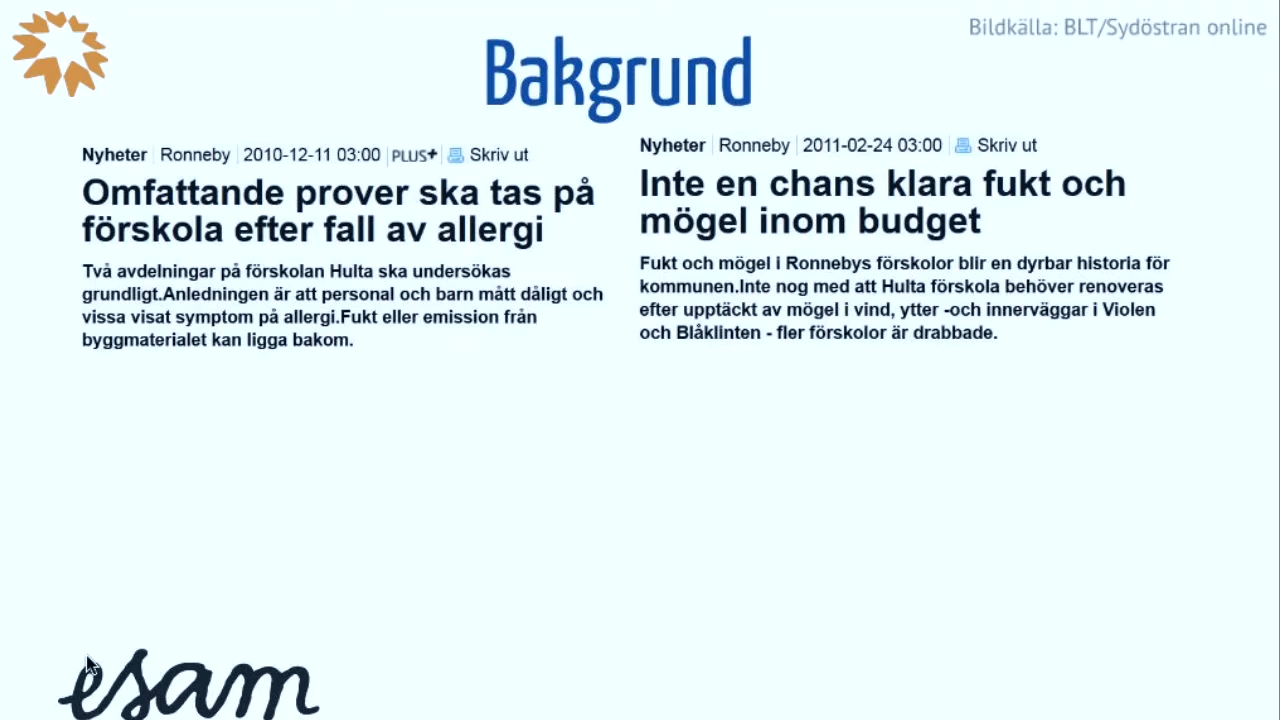 Bildkälla: BLT/Sydöstran online
Bakgrund
Nyheter Ronneby 2010-12-11 03:00 PLUS+ Skriv ut
Omfattande prover ska tas på
förskola efter fall av allergi
Två avdelningar på förskolan Hulta ska undersökas
grundligt.Anledningen är att personal och barn mått dåligt och
vissa visat symptom på allergi.Fukt eller emission från
byggmaterialet kan ligga bakom.
Nyheter Ronneby 2011-02-24 03:00 Skriv ut
Inte en chans klara fukt och
mögel inom budget
Fukt och mögel i Ronnebys förskolor blir en dyrbar historia för
kommunen.Inte nog med att Hulta förskola behöver renoveras
efter upptäckt av mögel i vind, ytter -och innerväggar i Violen
och Blåklinten - fler förskolor är drabbade.
esam